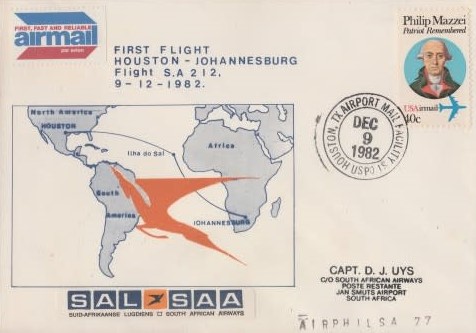 FIRST, FAST AND RELIABLE
airmail
par avion
FIRST FLIGHT
HOUSTON - JOHANNESBURG
Flight S.A 212.
9-12-1982.
Philip Mazzei
Patriot Remembered
USAirmail
40c
HOUSTON, TX AIRPORT MAIL FACILITY ST.
HOUSTON USPO
DEC
9
1982
North America
HOUSTON
Ilha do Sal
Africa
South
America
JOHANNESBURG
SAL SAA
SUID-AFRIKAANSE LUGDIENS SOUTH AFRICAN AIRWAYS
CAPT. D. J. UYS
C/O SOUTH AFRICAN AIRWAYS
POSTE RESTANTE
JAN SMUTS AIRPORT
SOUTH AFRICA
AIRPHILSA 77